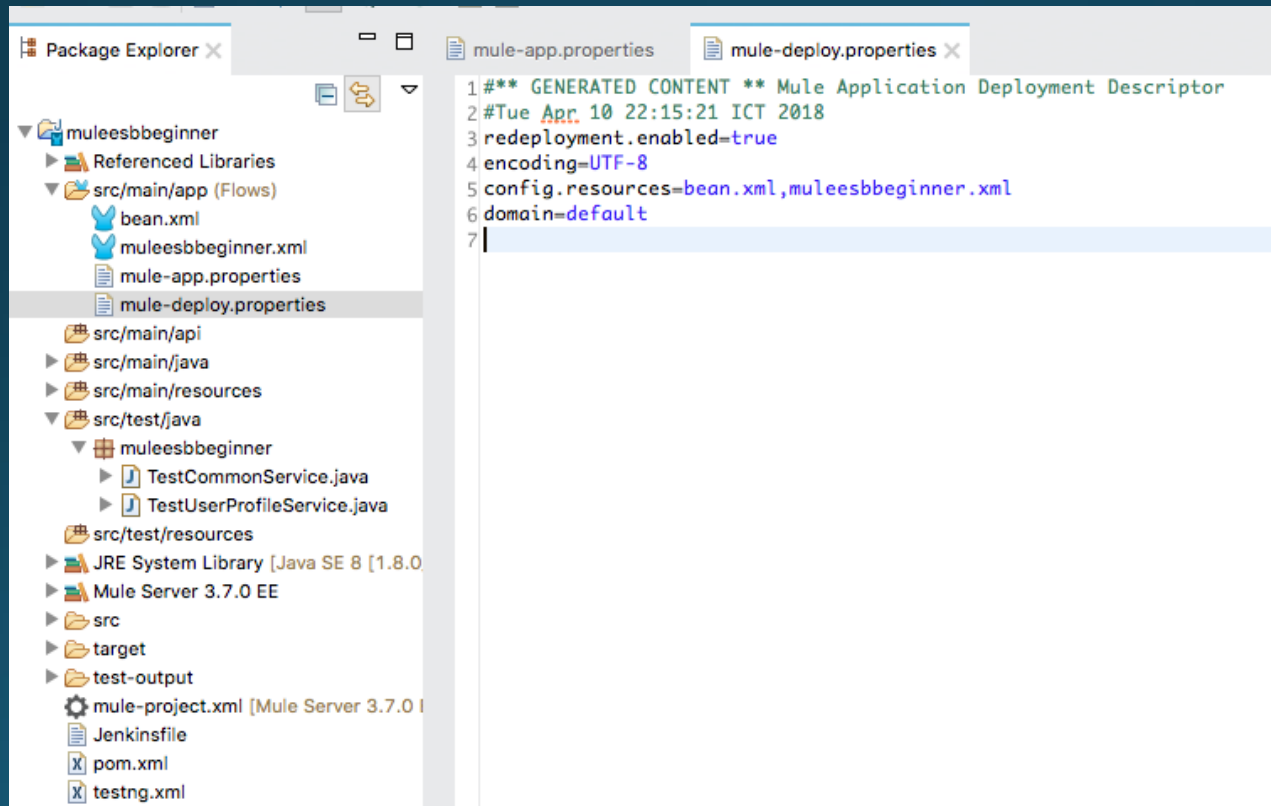 Package Explorer
muleesbbeginner
Referenced Libraries
src/main/app (Flows)
bean.xml
muleesbbeginner.xml
mule-app.properties
mule-deploy.properties
src/main/api
src/main/java
src/main/resources
src/test/java
muleesbbeginner
TestCommonService.java
TestUserProfileService.java
src/test/resources
JRE System Library [Java SE 8 [1.8.0
Mule Server 3.7.0 EE
src
target
test-output
mule-project.xml [Mule Server 3.7.0
Jenkinsfile
pom.xml
testng.xml
mule-app.properties
mule-deploy.properties
1 #** GENERATED CONTENT ** Mule Application Deployment Descriptor
2 #Tue Apr 10 22:15:21 ICT 2018
3 redeployment.enabled=true
4 encoding=UTF-8
5 config.resources=bean.xml,muleesbbeginner.xml
6 domain=default
7